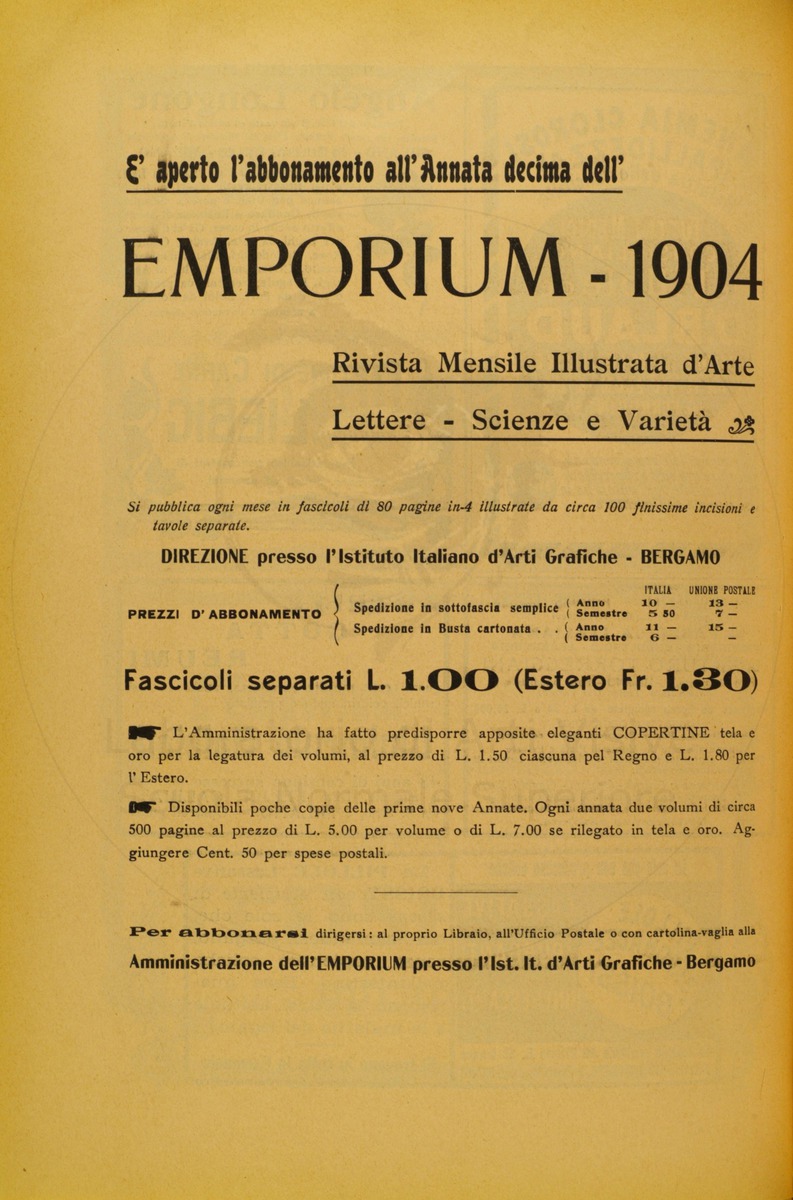 E' aperto l'abbonamento all'Annata decima dell'
EMPORIUM - 1904
Rivista Mensile Illustrata d'Arte
Lettere - Scienze e Varietà
Si pubblica ogni mese in fascicoli di 80 pagine in-4 illustrate da circa 100 finissime incisioni e
tavole separate.
DIREZIONE presso l'Istituto Italiano d'Arti Grafiche - BERGAMO
ITALIA UNIONE POSTALE
PREZZI D'ABBONAMENTO { Spedizione in sottofascia semplice ( Anno 10 — 13 —
( Semestre 5 50 7 —
Spedizione in Busta cartonata . . ( Anno 11 — 15 —
( Semestre 6 — —
Fascicoli separati L. 1.00 (Estero Fr. 1.30)
☛ L'Amministrazione ha fatto predisporre apposite eleganti COPERTINE tela e
oro per la legatura dei volumi, al prezzo di L. 1.50 ciascuna pel Regno e L. 1.80 per
l' Estero.
☛ Disponibili poche copie delle prime nove Annate. Ogni annata due volumi di circa
500 pagine al prezzo di L. 5.00 per volume o di L. 7.00 se rilegato in tela e oro. Ag-
giungere Cent. 50 per spese postali.
Per abbonarsi dirigersi: al proprio Libraio, all'Ufficio Postale o con cartolina-vaglia alla
Amministrazione dell'EMPORIUM presso l'Ist. It. d'Arti Grafiche - Bergamo